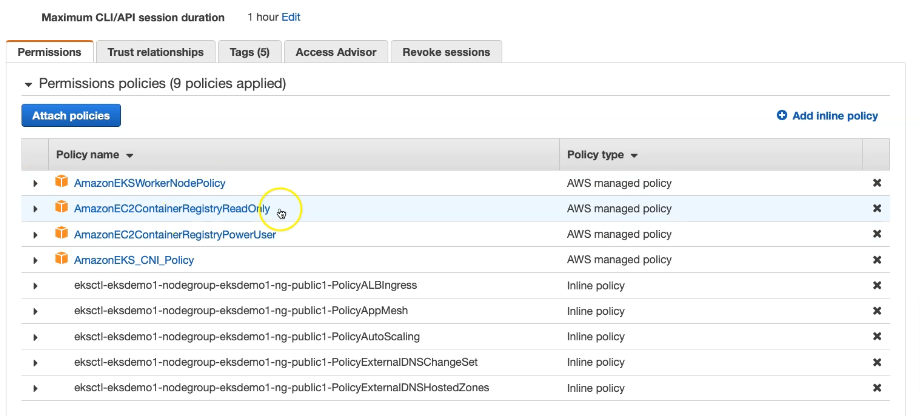 Maximum CLI/API session duration 1 hour Edit
Permissions Trust relationships Tags (5) Access Advisor Revoke sessions
Permissions policies (9 policies applied)
Attach policies Add inline policy
Policy name Policy type
AmazonEKSWorkerNodePolicy AWS managed policy
AmazonEC2ContainerRegistryReadOnly AWS managed policy
AmazonEC2ContainerRegistryPowerUser AWS managed policy
AmazonEKS_CNI_Policy AWS managed policy
eksctl-eksdemo1-nodegroup-eksdemo1-ng-public1-PolicyALBIngress Inline policy
eksctl-eksdemo1-nodegroup-eksdemo1-ng-public1-PolicyAppMesh Inline policy
eksctl-eksdemo1-nodegroup-eksdemo1-ng-public1-PolicyAutoScaling Inline policy
eksctl-eksdemo1-nodegroup-eksdemo1-ng-public1-PolicyExternalDNSChangeSet Inline policy
eksctl-eksdemo1-nodegroup-eksdemo1-ng-public1-PolicyExternalDNSHostedZones Inline policy